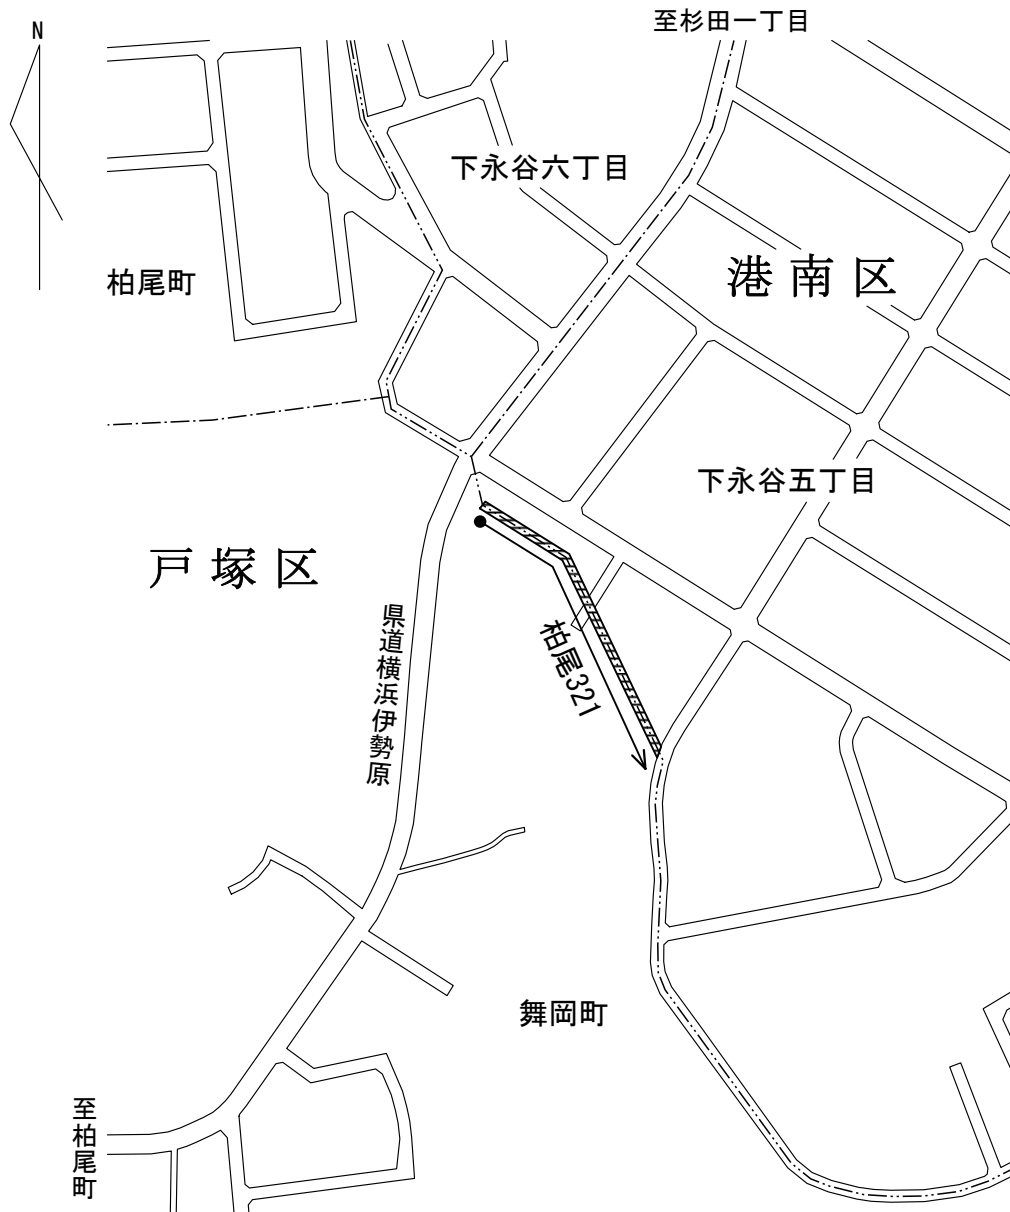 至杉田一丁目
N
下永谷六丁目
港南区
柏尾町
下永谷五丁目
戸塚区
県道横浜伊勢原
柏尾321
舞岡町
至柏尾町